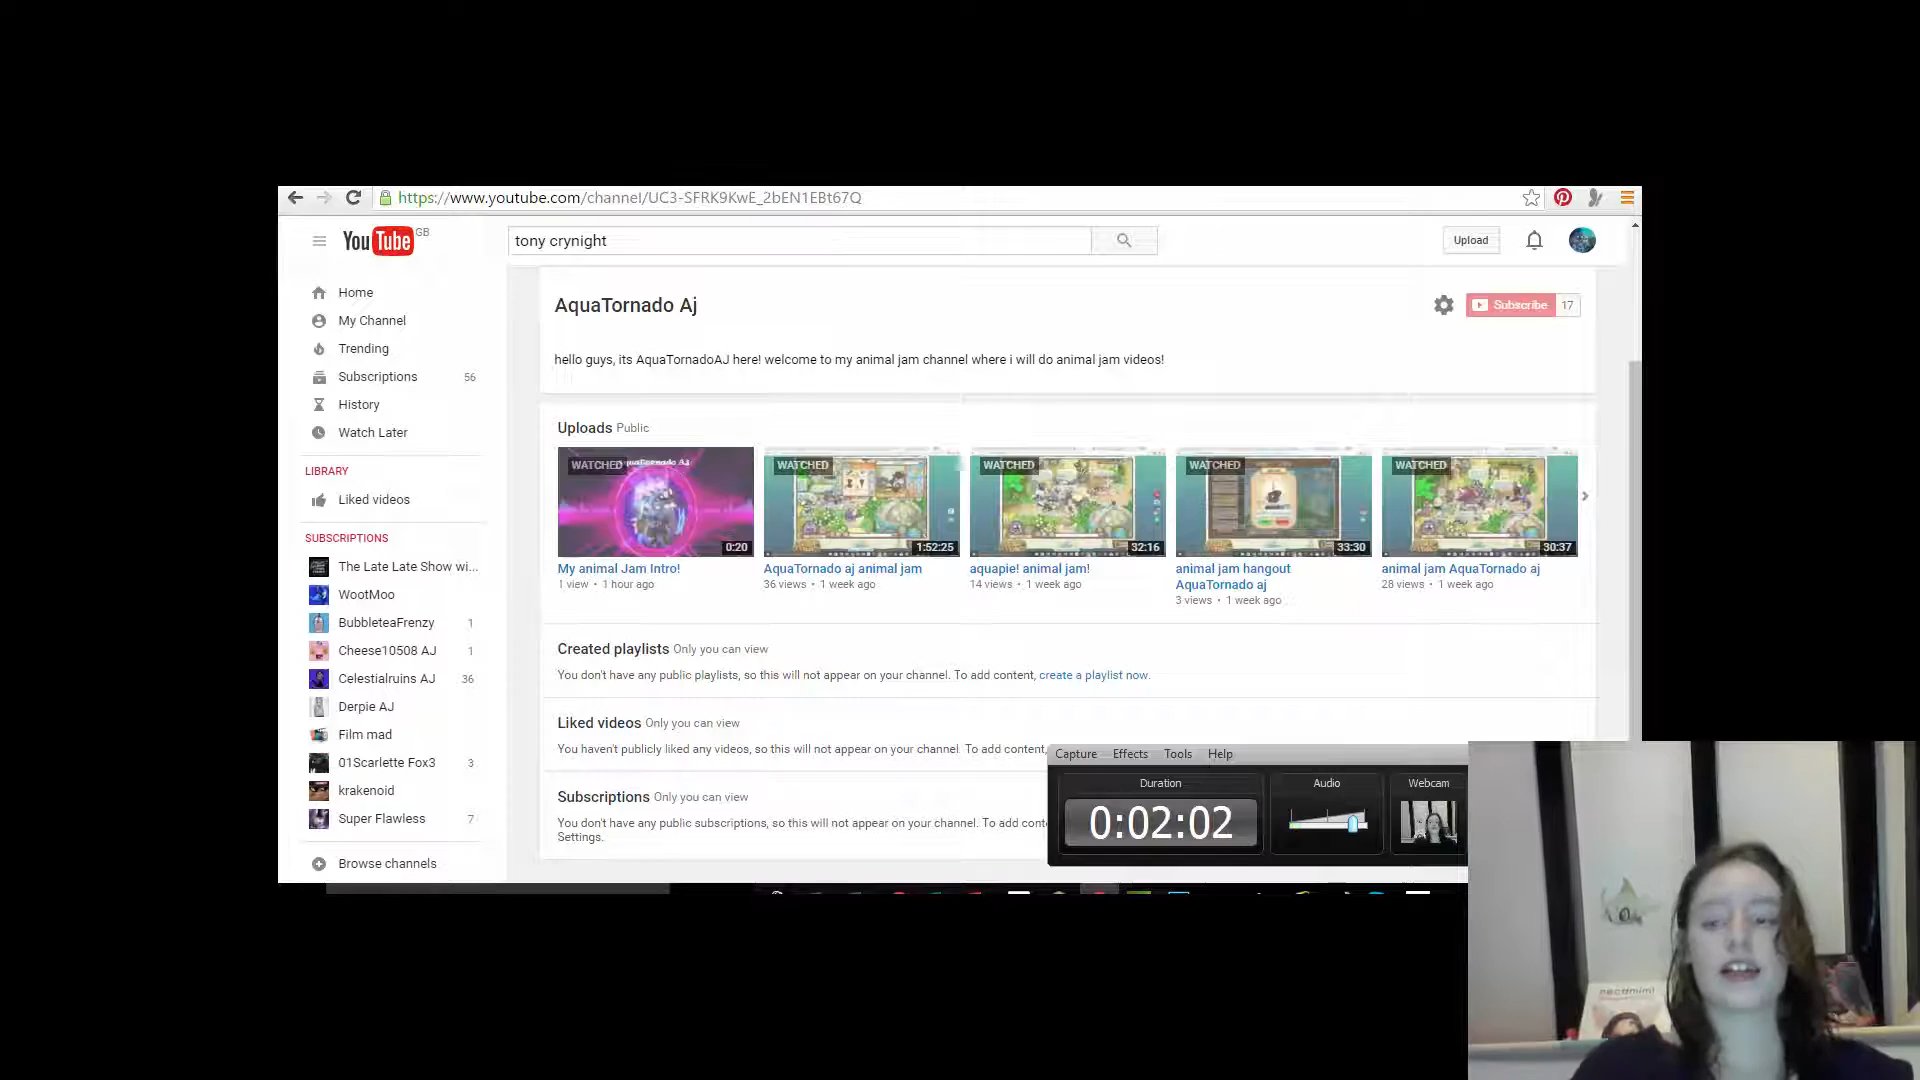 https://www.youtube.com/channel/UC3-SFRK9KwE_2bEN1EBt67Q
YouTube GB
tony crynight
Upload
Home
My Channel
Trending
Subscriptions 56
History
Watch Later
LIBRARY
Liked videos
SUBSCRIPTIONS
The Late Late Show wi...
WootMoo
BubbleteaFrenzy 1
Cheese10508 AJ 1
Celestialruins AJ 36
Derpie AJ
Film mad
01Scarlette Fox3 3
krakenoid
Super Flawless 7
Browse channels
AquaTornado Aj
Subscribe 17
hello guys, its AquaTornadoAJ here! welcome to my animal jam channel where i will do animal jam videos!
Uploads Public
WATCHED
AquaTornado AJ
0:20
My animal Jam Intro!
1 view • 1 hour ago
WATCHED
1:52:25
AquaTornado aj animal jam
36 views • 1 week ago
WATCHED
32:16
aquapie! animal jam!
14 views • 1 week ago
WATCHED
33:30
animal jam hangout
AquaTornado aj
3 views • 1 week ago
WATCHED
30:37
animal jam AquaTornado aj
28 views • 1 week ago
Created playlists Only you can view
You don't have any public playlists, so this will not appear on your channel. To add content, create a playlist now.
Liked videos Only you can view
You haven't publicly liked any videos, so this will not appear on your channel. To add content,
Subscriptions Only you can view
You don't have any public subscriptions, so this will not appear on your channel. To add conte
Settings.
Capture Effects Tools Help
Duration
0:02:02
Audio
Webcam